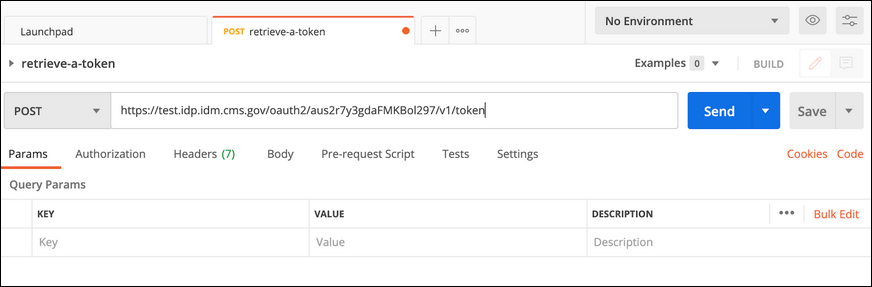 No Environment
Launchpad POST retrieve-a-token + •••
retrieve-a-token Examples 0 BUILD
POST https://test.idp.idm.cms.gov/oauth2/aus2r7y3gdaFMKBol297/v1/token Send Save
Params Authorization Headers (7) Body Pre-request Script Tests Settings Cookies Code
Query Params
KEY VALUE DESCRIPTION ••• Bulk Edit
Key Value Description